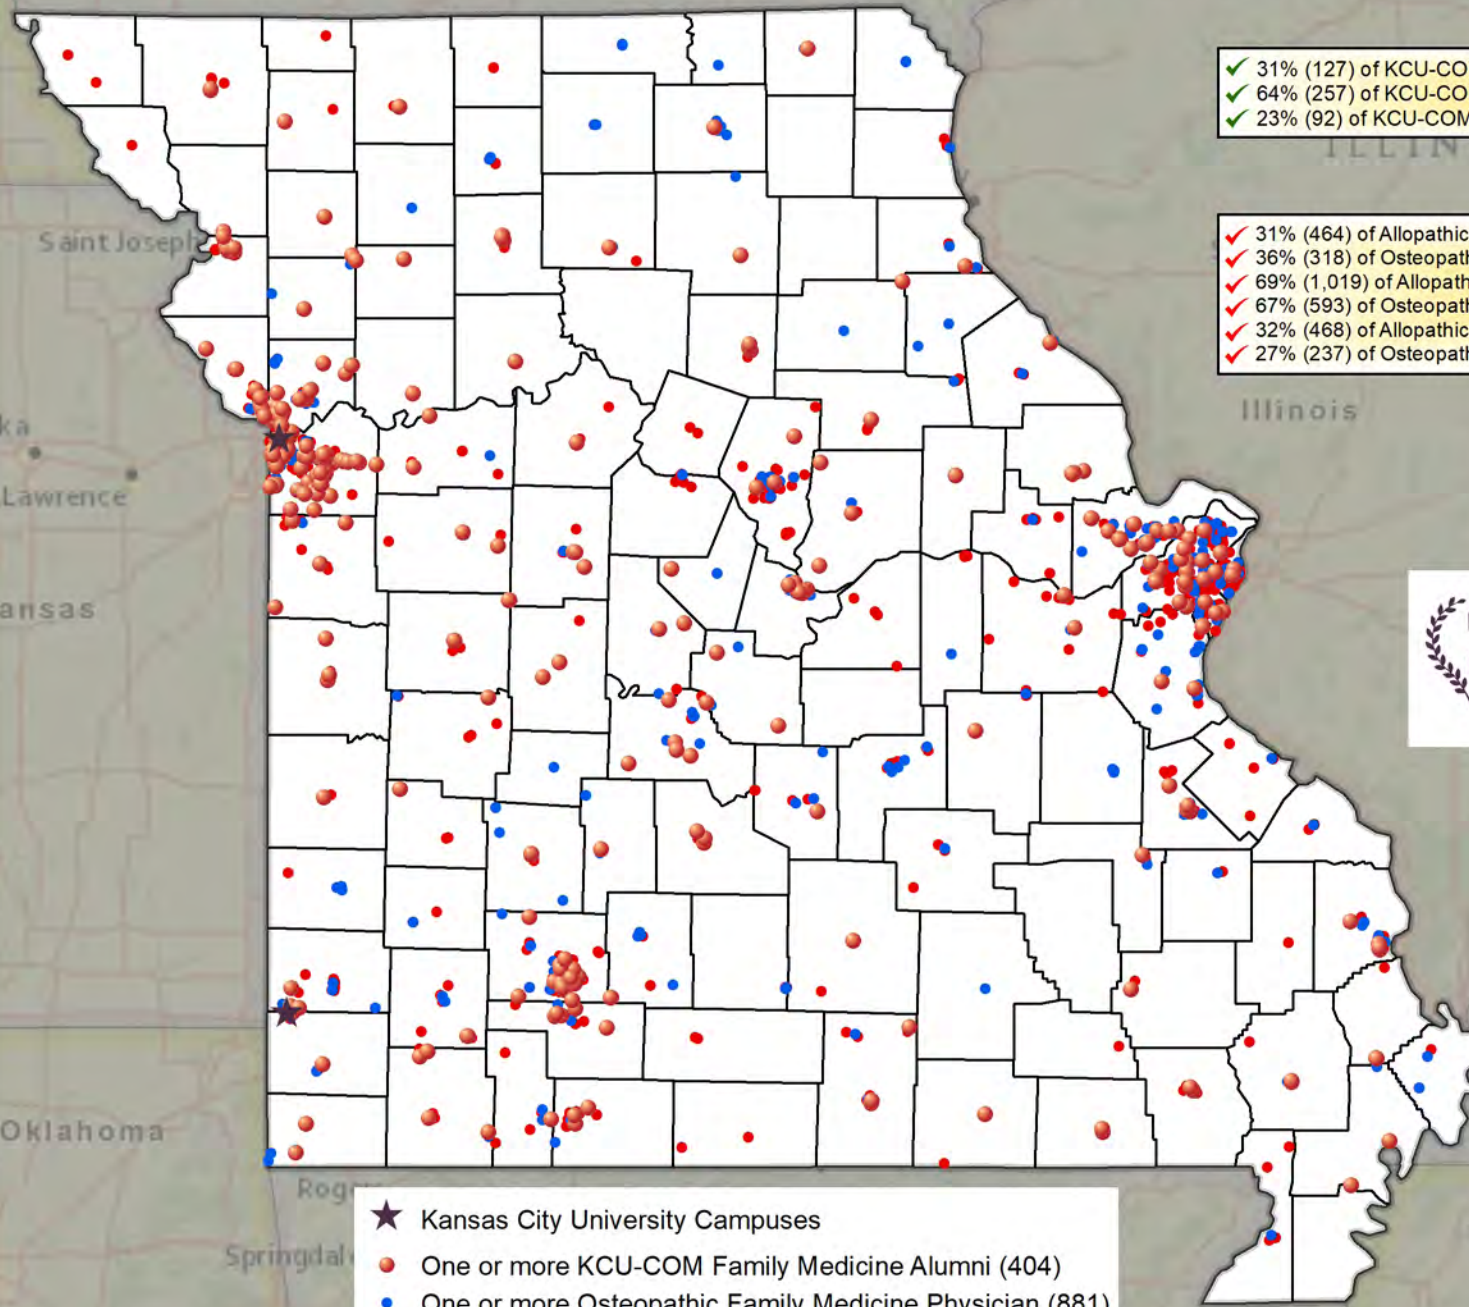 31% (127) of KCU-CO
64% (257) of KCU-CO
23% (92) of KCU-COM
ILLIN
31% (464) of Allopathic
36% (318) of Osteopath
69% (1,019) of Allopath
67% (593) of Osteopath
32% (468) of Allopathic
27% (237) of Osteopath
Saint Joseph
Illinois
ka
Lawrence
ansas
Oklahoma
Roge
Springdal
Kansas City University Campuses
One or more KCU-COM Family Medicine Alumni (404)
One or more Osteopathic Family Medicine Physician (881)